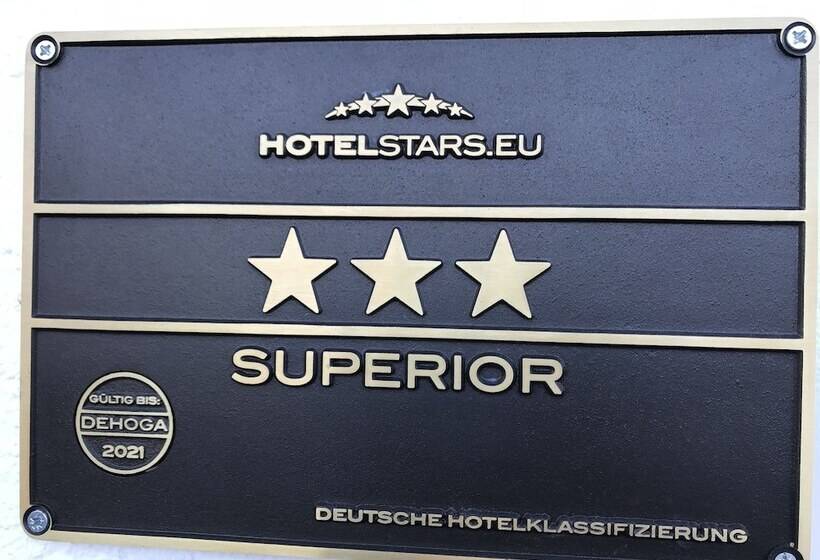 HOTELSTARS.EU
SUPERIOR
GÜLTIG BIS:
DEHOGA
2021
DEUTSCHE HOTELKLASSIFIZIERUNG